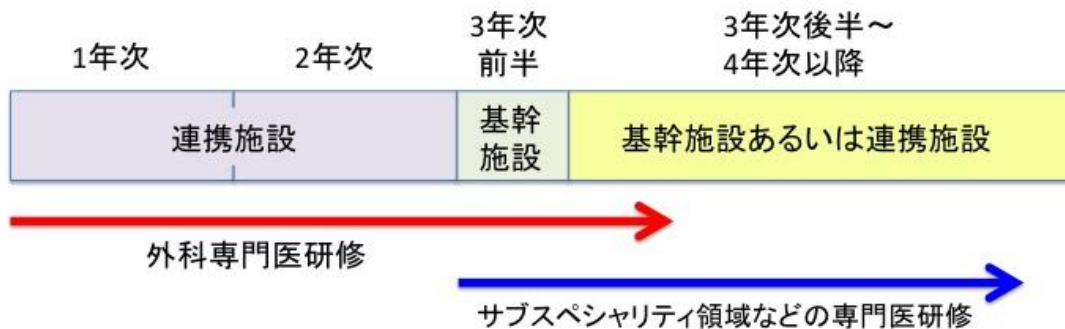 1年次
2年次
3年次
前半
3年次後半～
4年次以降
連携施設
基幹
施設
基幹施設あるいは連携施設
外科専門医研修
サブスペシャリティ領域などの専門医研修